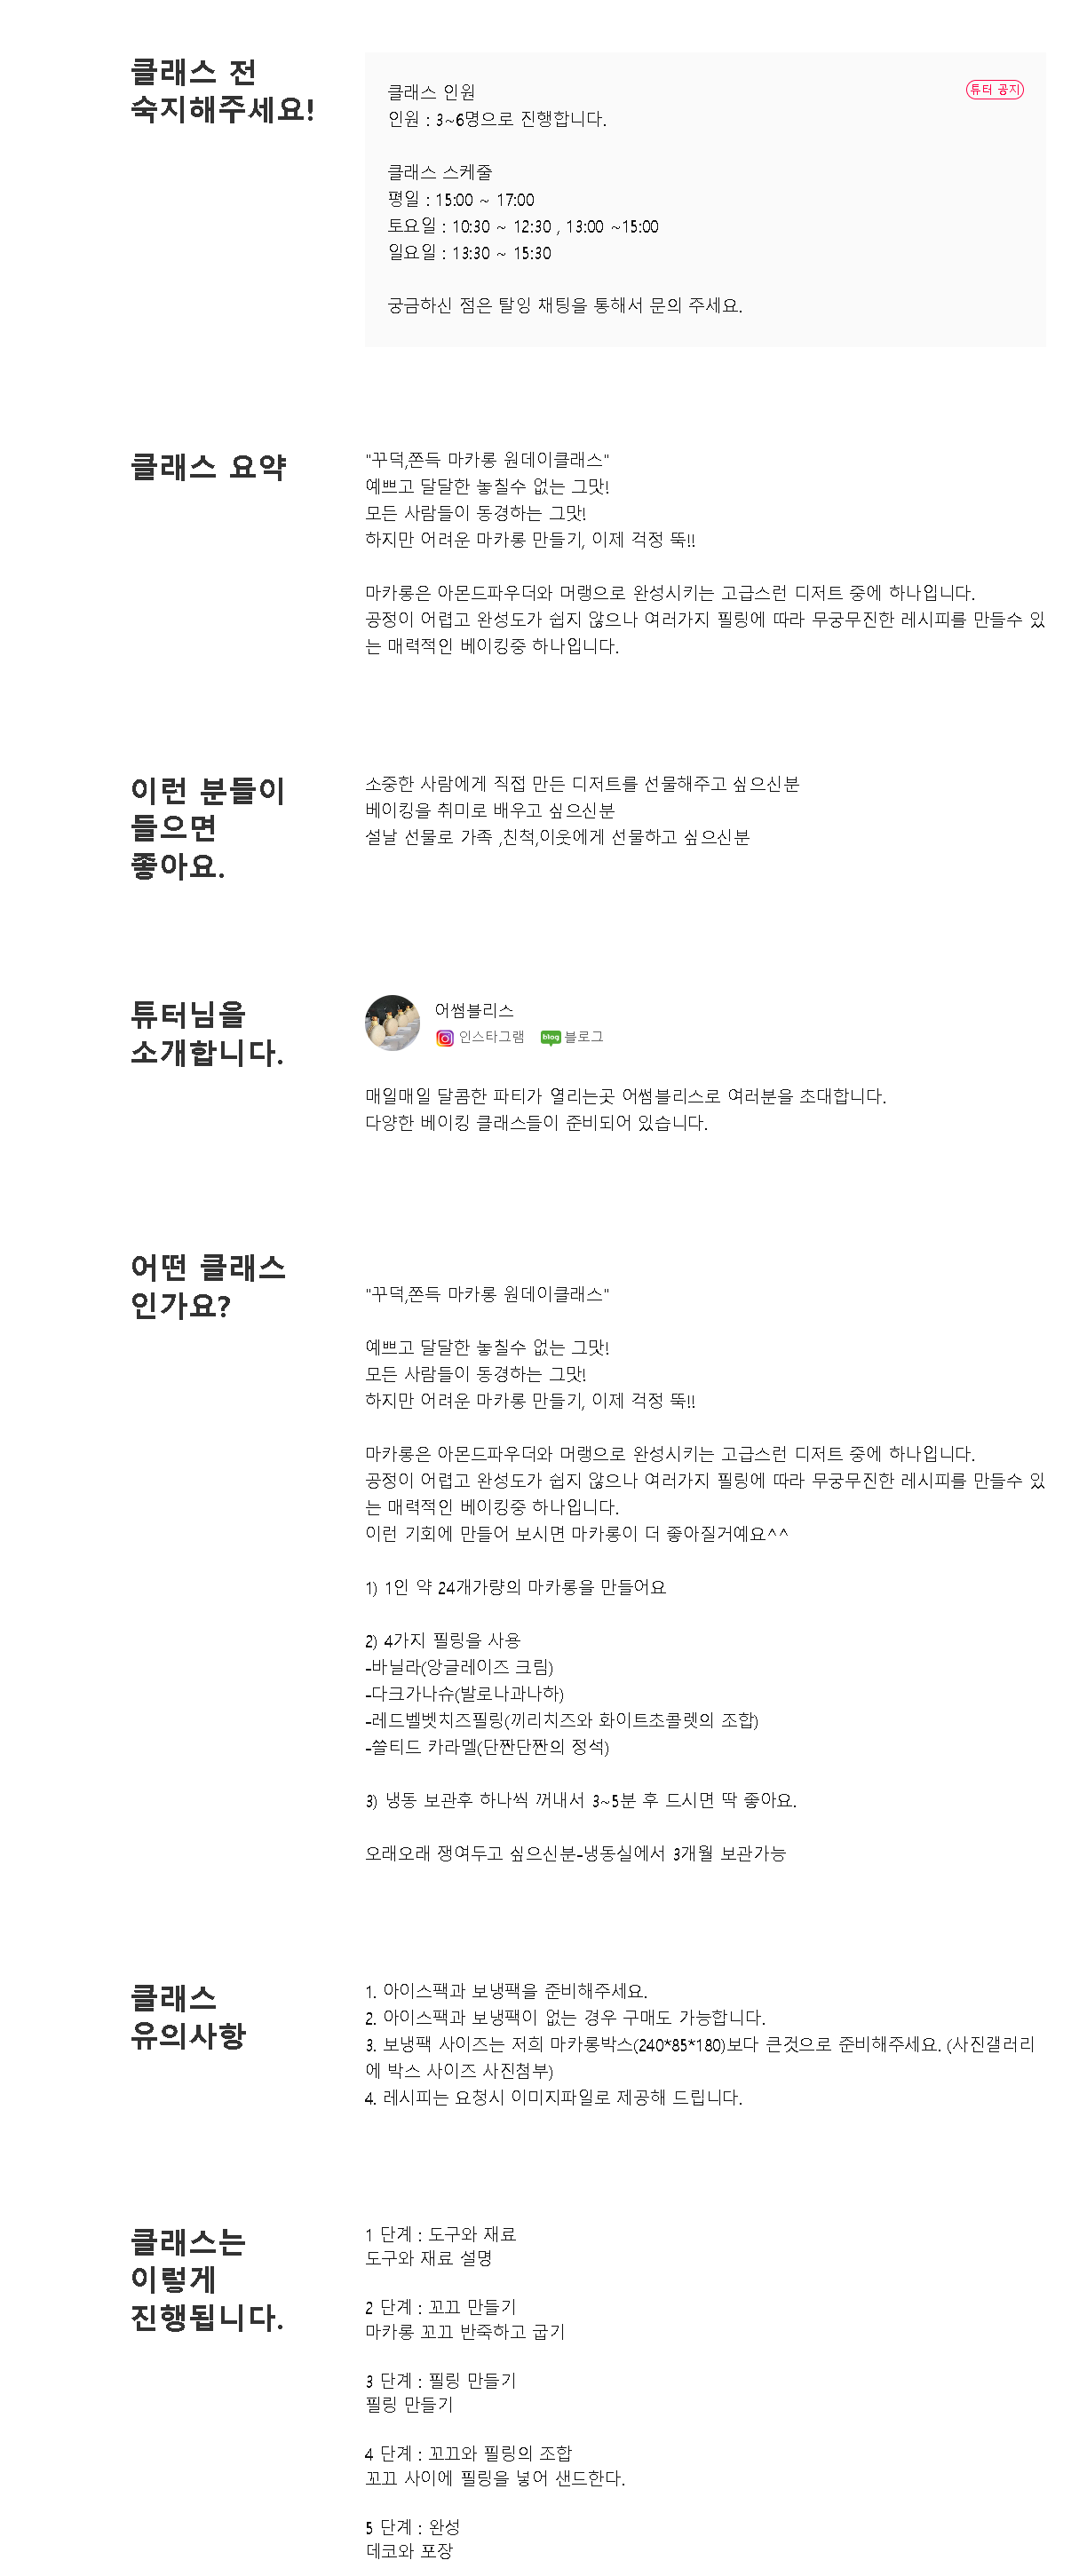 클래스 전
숙지해주세요!
클래스 인원
튜터 공지
인원 : 3~6명으로 진행합니다.
클래스 스케줄
평일 : 15:00 ~ 17:00
토요일 : 10:30 ~ 12:30 , 13:00 ~15:00
일요일 : 13:30 ~ 15:30
궁금하신 점은 탈잉 채팅을 통해서 문의 주세요.
클래스 요약
"꾸덕,쫀득 마카롱 원데이클래스"
예쁘고 달달한 놓칠수 없는 그맛!
모든 사람들이 동경하는 그맛!
하지만 어려운 마카롱 만들기, 이제 걱정 뚝!!
마카롱은 아몬드파우더와 머랭으로 완성시키는 고급스런 디저트 중에 하나입니다.
공정이 어렵고 완성도가 쉽지 않으나 여러가지 필링에 따라 무궁무진한 레시피를 만들수 있
는 매력적인 베이킹중 하나입니다.
이런 분들이
들으면
좋아요.
소중한 사람에게 직접 만든 디저트를 선물해주고 싶으신분
베이킹을 취미로 배우고 싶으신분
설날 선물로 가족 ,친척,이웃에게 선물하고 싶으신분
튜터님을
소개합니다.
어썸블리스
인스타그램 blog 블로그
매일매일 달콤한 파티가 열리는곳 어썸블리스로 여러분을 초대합니다.
다양한 베이킹 클래스들이 준비되어 있습니다.
어떤 클래스
인가요?
"꾸덕,쫀득 마카롱 원데이클래스"
예쁘고 달달한 놓칠수 없는 그맛!
모든 사람들이 동경하는 그맛!
하지만 어려운 마카롱 만들기, 이제 걱정 뚝!!
마카롱은 아몬드파우더와 머랭으로 완성시키는 고급스런 디저트 중에 하나입니다.
공정이 어렵고 완성도가 쉽지 않으나 여러가지 필링에 따라 무궁무진한 레시피를 만들수 있
는 매력적인 베이킹중 하나입니다.
이런 기회에 만들어 보시면 마카롱이 더 좋아질거예요^^
1) 1인 약 24개가량의 마카롱을 만들어요
2) 4가지 필링을 사용
-바닐라(앙글레이즈 크림)
-다크가나슈(발로나과나하)
-레드벨벳치즈필링(끼리치즈와 화이트초콜렛의 조합)
-쏠티드 카라멜(단짠단짠의 정석)
3) 냉동 보관후 하나씩 꺼내서 3~5분 후 드시면 딱 좋아요.
오래오래 쟁여두고 싶으신분-냉동실에서 3개월 보관가능
클래스
유의사항
1. 아이스팩과 보냉팩을 준비해주세요.
2. 아이스팩과 보냉팩이 없는 경우 구매도 가능합니다.
3. 보냉팩 사이즈는 저희 마카롱박스(240*85*180)보다 큰것으로 준비해주세요. (사진갤러리
에 박스 사이즈 사진첨부)
4. 레시피는 요청시 이미지파일로 제공해 드립니다.
클래스는
이렇게
진행됩니다.
1 단계 : 도구와 재료
도구와 재료 설명
2 단계 : 꼬끄 만들기
마카롱 꼬끄 반죽하고 굽기
3 단계 : 필링 만들기
필링 만들기
4 단계 : 꼬끄와 필링의 조합
꼬끄 사이에 필링을 넣어 샌드한다.
5 단계 : 완성
데코와 포장